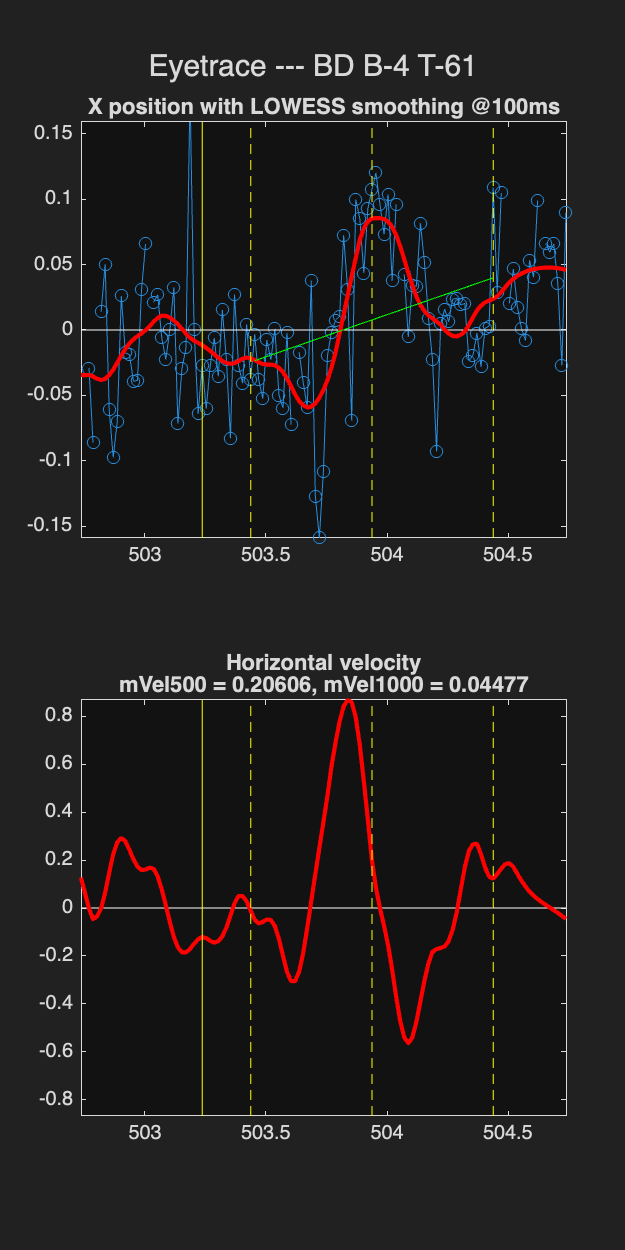 Eyetrace --- BD B-4 T-61
X position with LOWESS smoothing @100ms
0.15
0.1
0.05
0
-0.05
-0.1
-0.15
503 503.5 504 504.5
Horizontal velocity
mVel500 = 0.20606, mVel1000 = 0.04477
0.8
0.6
0.4
0.2
0
-0.2
-0.4
-0.6
-0.8
503 503.5 504 504.5